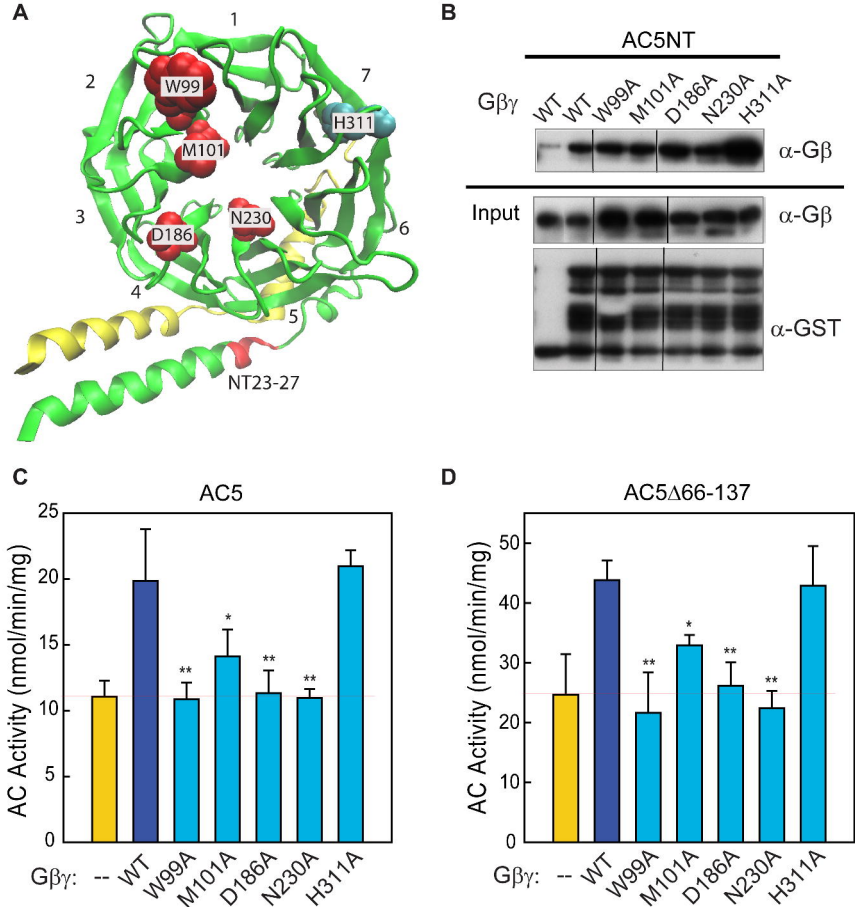 A
1
2
7
W99
H311
M101
3
N230
D186
6
4
5
NT23-27
B
AC5NT
Gβγ WT WT W99A M101A D186A N230A H311A
α-Gβ
Input
α-Gβ
α-GST
C
AC5
AC Activity (nmol/min/mg)
25
20
15
10
5
0
**
*
**
**
Gβγ: -- WT W99A M101A D186A N230A H311A
D
AC5Δ66-137
AC Activity (nmol/min/mg)
50
40
30
20
10
0
**
*
**
**
Gβγ: -- WT W99A M101A D186A N230A H311A